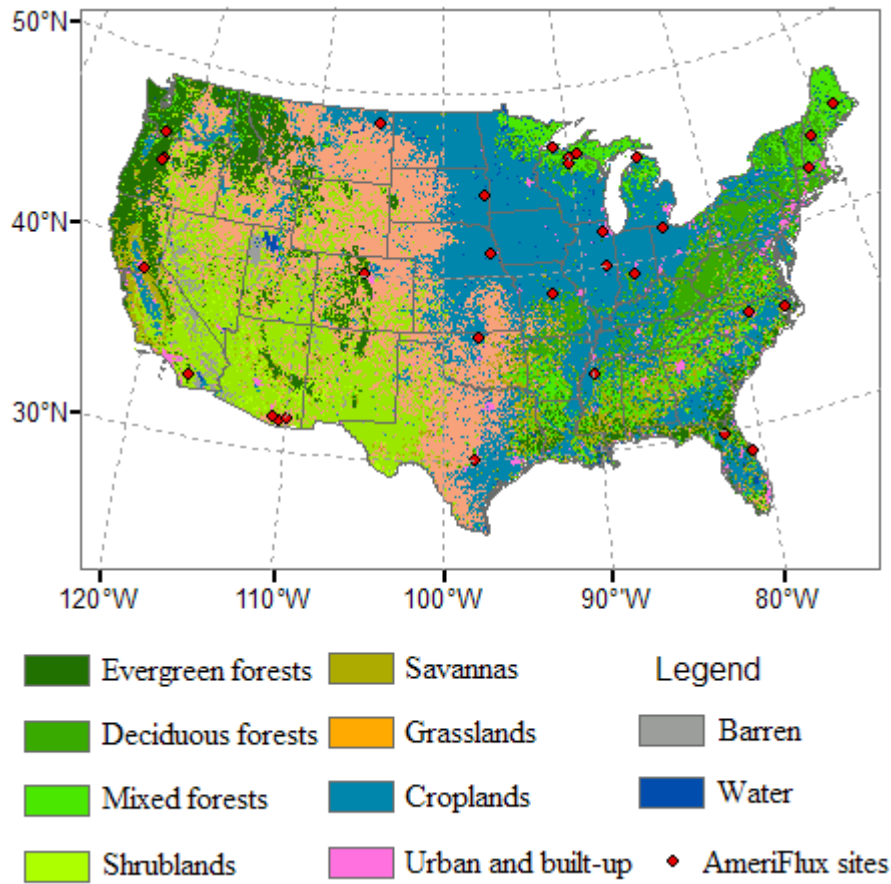 50°N
40°N
30°N
120°W 110°W 100°W 90°W 80°W
Evergreen forests Savannas Legend
Deciduous forests Grasslands Barren
Mixed forests Croplands Water
Shrublands Urban and built-up AmeriFlux sites